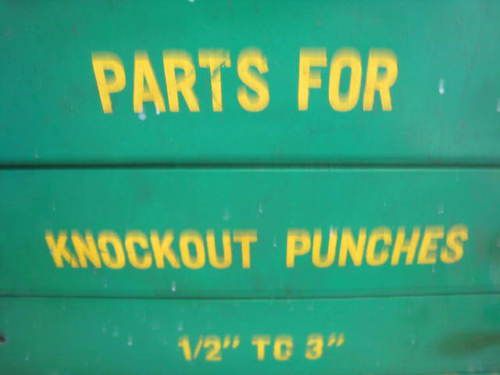 PARTS FOR
KNOCKOUT PUNCHES
1/2" TO 3"